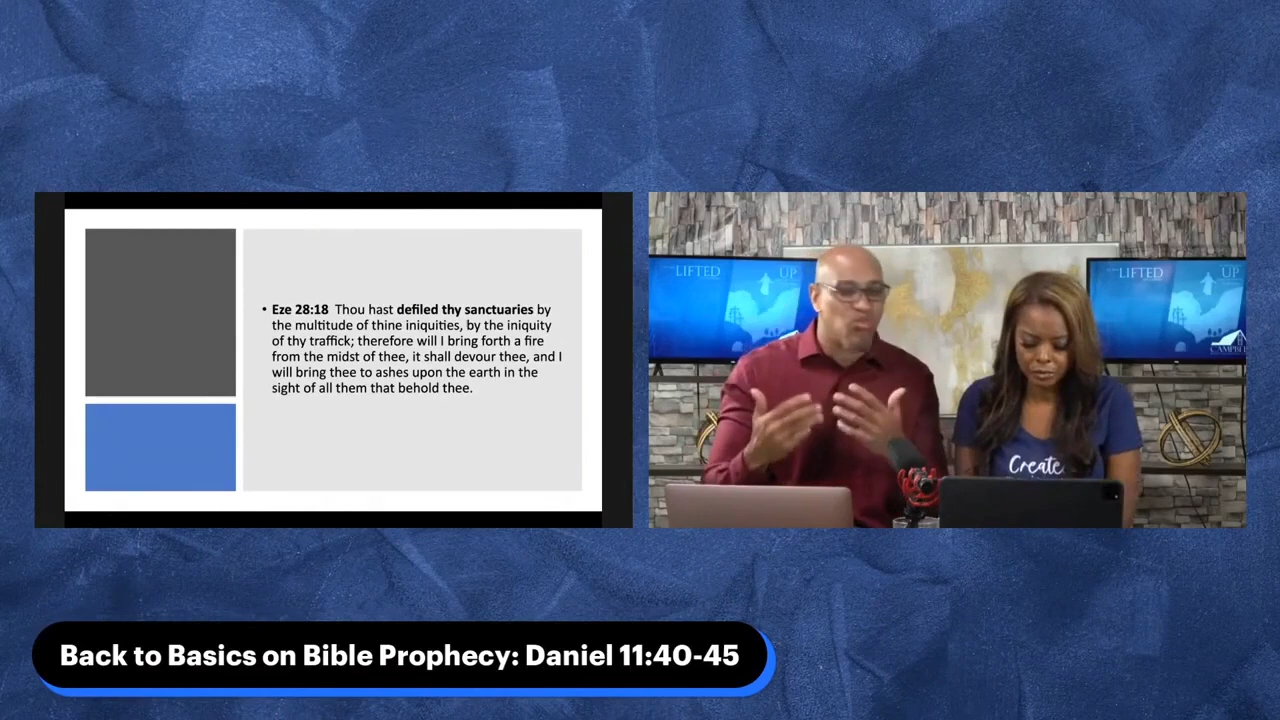 • Eze 28:18 Thou hast defiled thy sanctuaries by
the multitude of thine iniquities, by the iniquity
of thy traffick; therefore will I bring forth a fire
from the midst of thee, it shall devour thee, and I
will bring thee to ashes upon the earth in the
sight of all them that behold thee.
LIFTED UP
LIFTED UP
CAMPBE
Create
Back to Basics on Bible Prophecy: Daniel 11:40-45